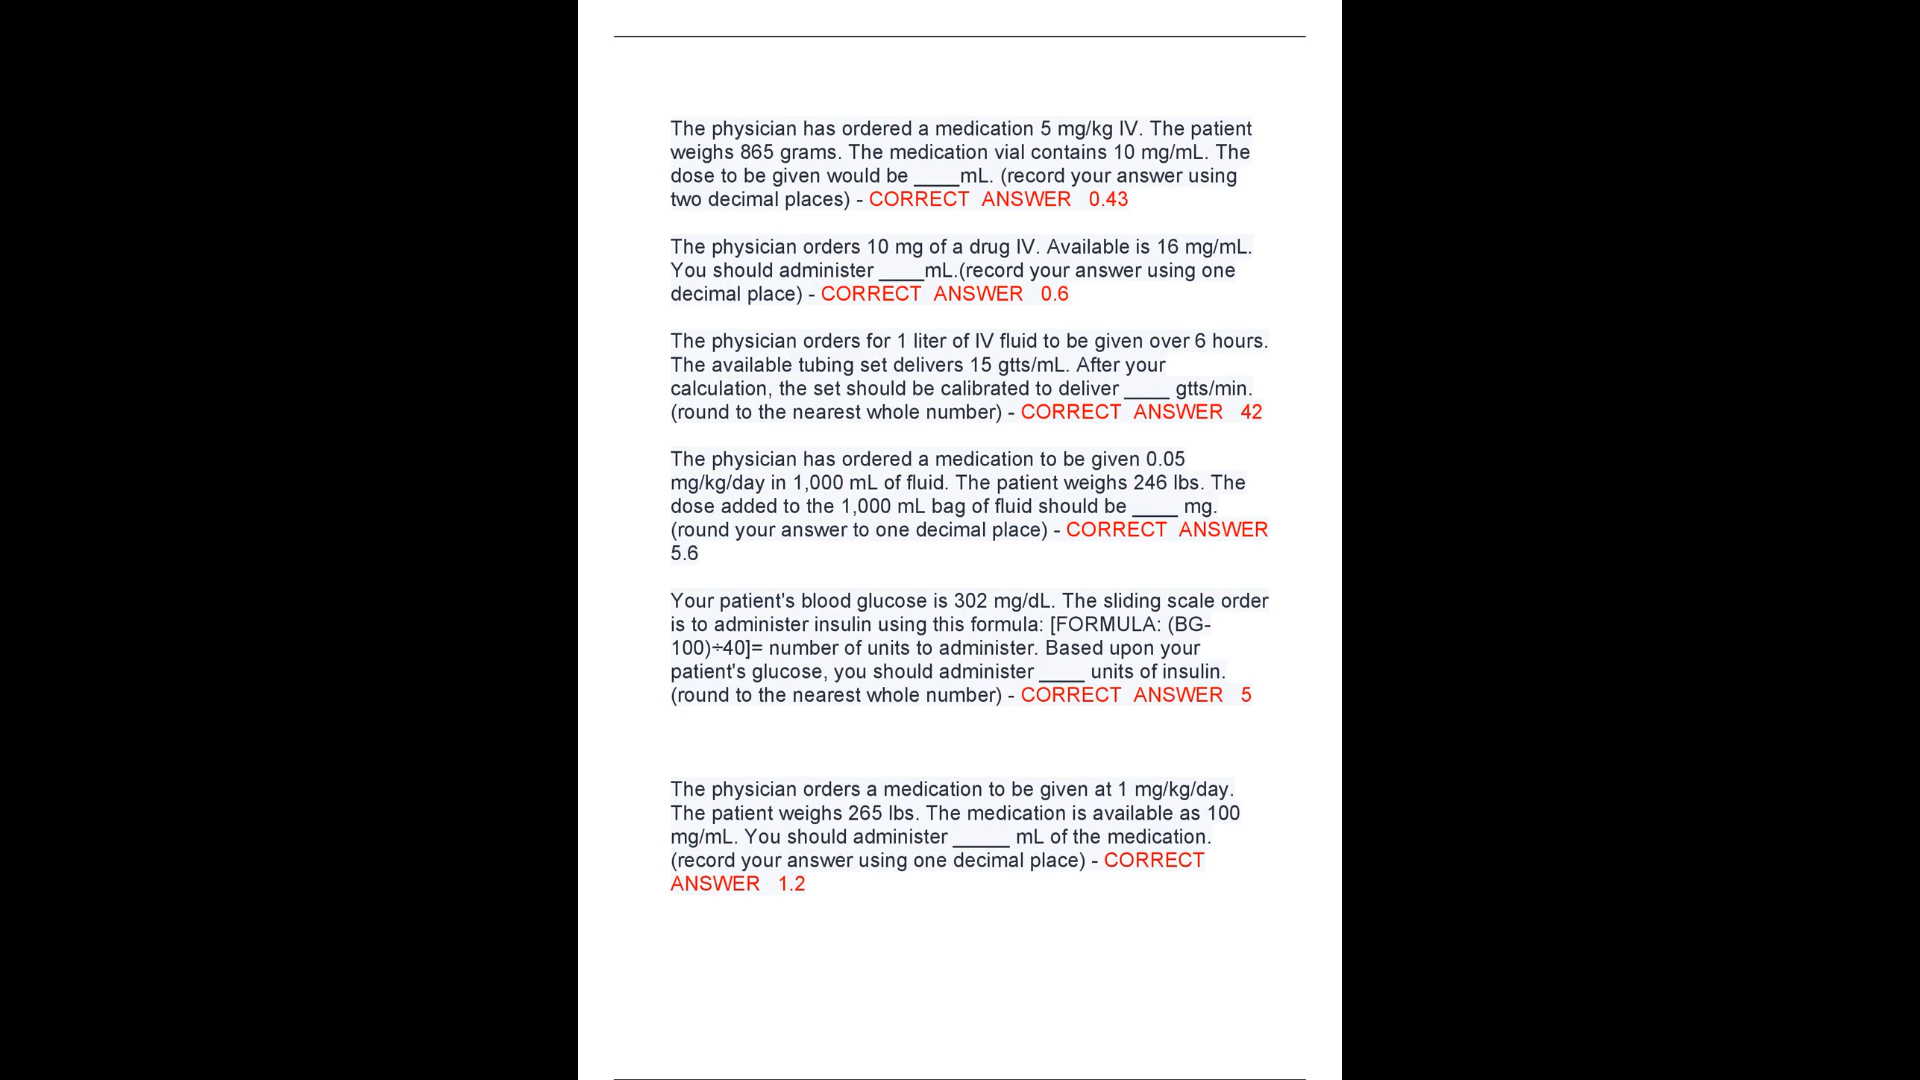 The physician has ordered a medication 5 mg/kg IV. The patient
weighs 865 grams. The medication vial contains 10 mg/mL. The
dose to be given would be ____mL. (record your answer using
two decimal places) - CORRECT ANSWER 0.43
The physician orders 10 mg of a drug IV. Available is 16 mg/mL.
You should administer ____mL.(record your answer using one
decimal place) - CORRECT ANSWER 0.6
The physician orders for 1 liter of IV fluid to be given over 6 hours.
The available tubing set delivers 15 gtts/mL. After your
calculation, the set should be calibrated to deliver ____ gtts/min.
(round to the nearest whole number) - CORRECT ANSWER 42
The physician has ordered a medication to be given 0.05
mg/kg/day in 1,000 mL of fluid. The patient weighs 246 lbs. The
dose added to the 1,000 mL bag of fluid should be ____ mg.
(round your answer to one decimal place) - CORRECT ANSWER
5.6
Your patient's blood glucose is 302 mg/dL. The sliding scale order
is to administer insulin using this formula: [FORMULA: (BG-
100)÷40]= number of units to administer. Based upon your
patient's glucose, you should administer ____ units of insulin.
(round to the nearest whole number) - CORRECT ANSWER 5
The physician orders a medication to be given at 1 mg/kg/day.
The patient weighs 265 lbs. The medication is available as 100
mg/mL. You should administer _____ mL of the medication.
(record your answer using one decimal place) - CORRECT
ANSWER 1.2